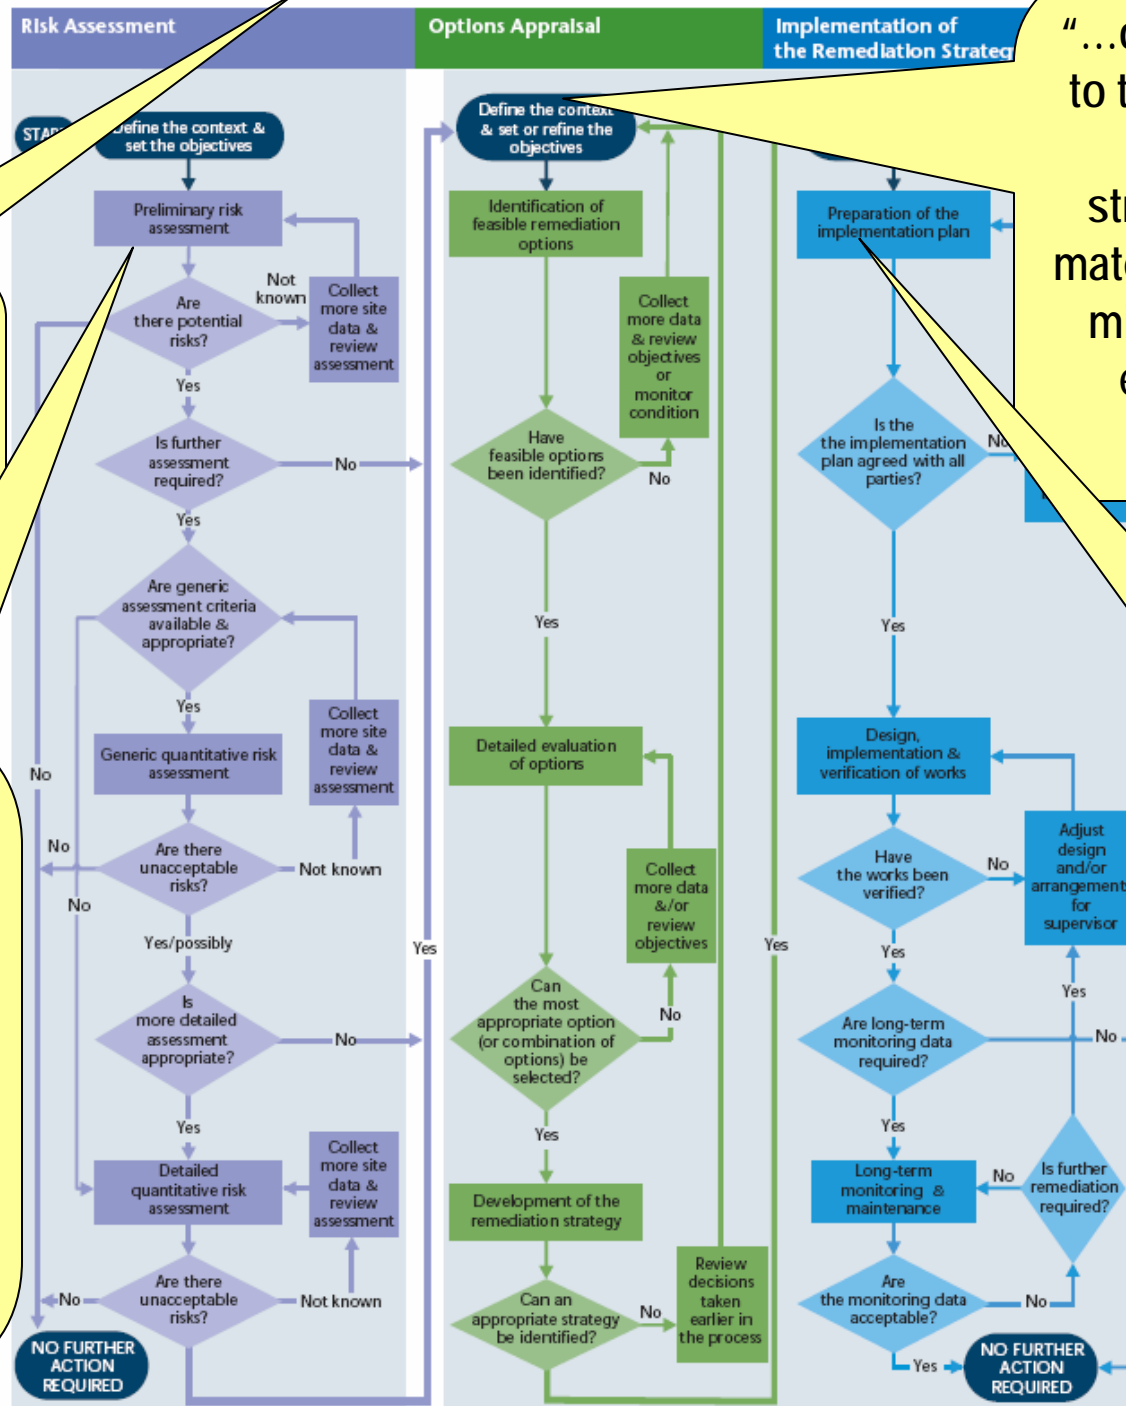 Risk Assessment
Define the context &
set the objectives
Preliminary risk
assessment
Are
there potential
risks?
Not
known
Collect
more site
data &
review
assessment
Yes
Is further
assessment
required?
No
Yes
Are generic
assessment criteria
available &
appropriate?
Yes
Generic quantitative risk
assessment
Collect
more site
data &
review
assessment
No
No
Are there
unacceptable
risks?
Not known
No
Yes/possibly
Is
more detailed
assessment
appropriate?
No
Yes
Detailed
quantitative risk
assessment
Collect
more site
data &
review
assessment
Are there
unacceptable
risks?
No
Not known
NO FURTHER
ACTION
REQUIRED
Yes
Options Appraisal
Define the context
& set or refine the
objectives
Identification of
feasible remediation
options
Collect
more data
& review
objectives
or
monitor
condition
Have
feasible options
been identified?
No
Yes
Detailed evaluation
of options
Collect
more data
&/or
review
objectives
Can
the most
appropriate option
(or combination of
options) be
selected?
No
Yes
Development of the
remediation strategy
Can an
appropriate strategy
be identified?
No
Review
decisions
taken
earlier in
the process
Yes
Implementation of
the Remediation
Preparation of the
implementation plan
Is the
the implementation
plan agreed with all
parties?
No
Yes
Design,
implementation &
verification of works
Have
the works been
verified?
No
Adjust
design
and/or
arrangements
for
supervisor
Yes
Are long-term
monitoring data
required?
No
Yes
Yes
Long-term
monitoring &
maintenance
No
Is further
remediation
required?
Are
the monitoring data
acceptable?
No
Yes
NO FURTHER
ACTION
REQUIRED
to